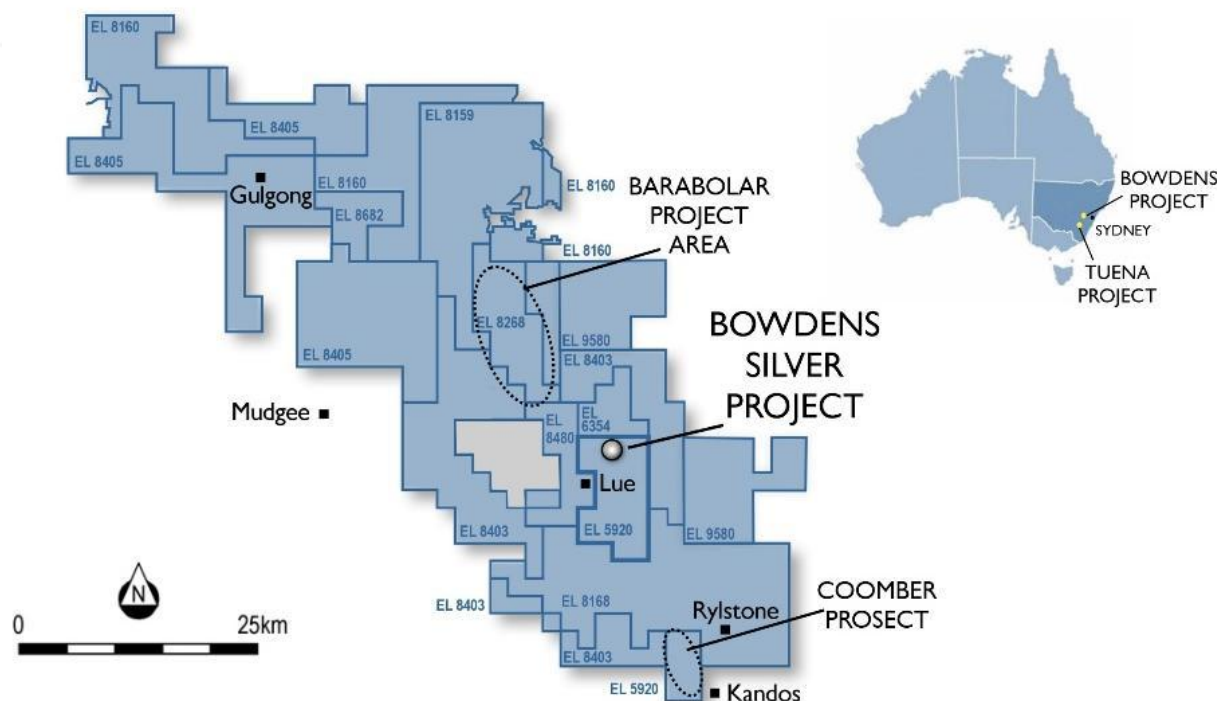 EL 8160
EL 8159
EL 8405
EL 8405
Gulgong
EL 8160
EL 8682
EL 8160
BARABOLAR
PROJECT
AREA
EL 8160
EL 8268
EL 9580
EL 8403
EL 8405
Mudgee
BOWDENS
SILVER
PROJECT
EL
8480
EL
6354
Lue
EL 8403
EL 5920
EL 9580
EL 8403
EL 8168
Rylstone
COOMBER
PROSECT
EL 8403
EL 5920
Kandos
N
0 25km
BOWDENS
PROJECT
SYDNEY
TUENA
PROJECT